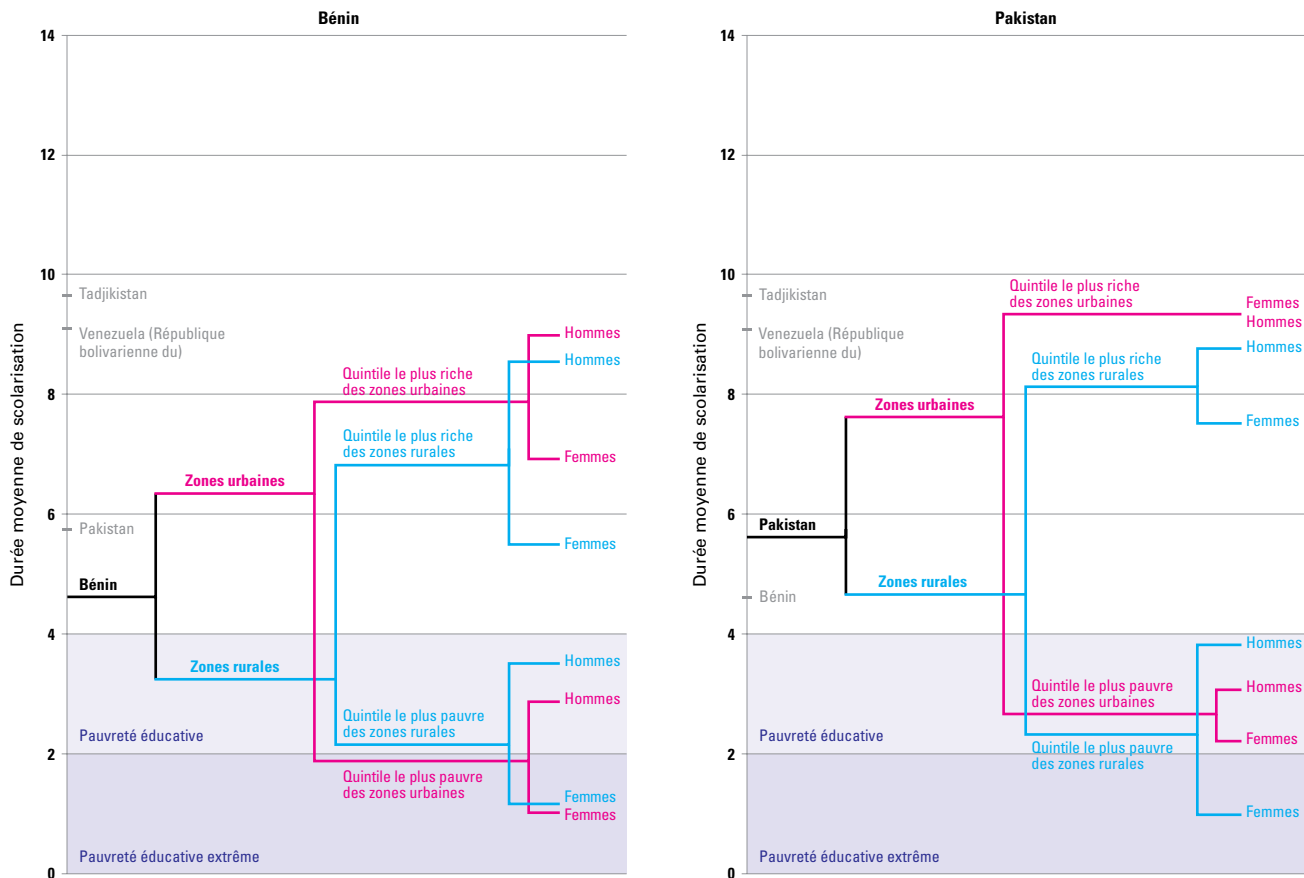 Bénin
Durée moyenne de scolarisation
14
12
10
8
6
4
2
0
Tadjikistan
Venezuela (République
bolivarienne du)
Pakistan
Bénin
Zones urbaines
Zones rurales
Quintile le plus riche
des zones urbaines
Quintile le plus riche
des zones rurales
Quintile le plus pauvre
des zones rurales
Quintile le plus pauvre
des zones urbaines
Hommes
Hommes
Femmes
Femmes
Hommes
Hommes
Femmes
Femmes
Pauvreté éducative
Pauvreté éducative extrême
Pakistan
Durée moyenne de scolarisation
14
12
10
8
6
4
2
0
Tadjikistan
Venezuela (République
bolivarienne du)
Pakistan
Bénin
Zones urbaines
Zones rurales
Quintile le plus riche
des zones urbaines
Quintile le plus riche
des zones rurales
Quintile le plus pauvre
des zones urbaines
Quintile le plus pauvre
des zones rurales
Femmes
Hommes
Hommes
Femmes
Hommes
Hommes
Femmes
Femmes
Pauvreté éducative
Pauvreté éducative extrême